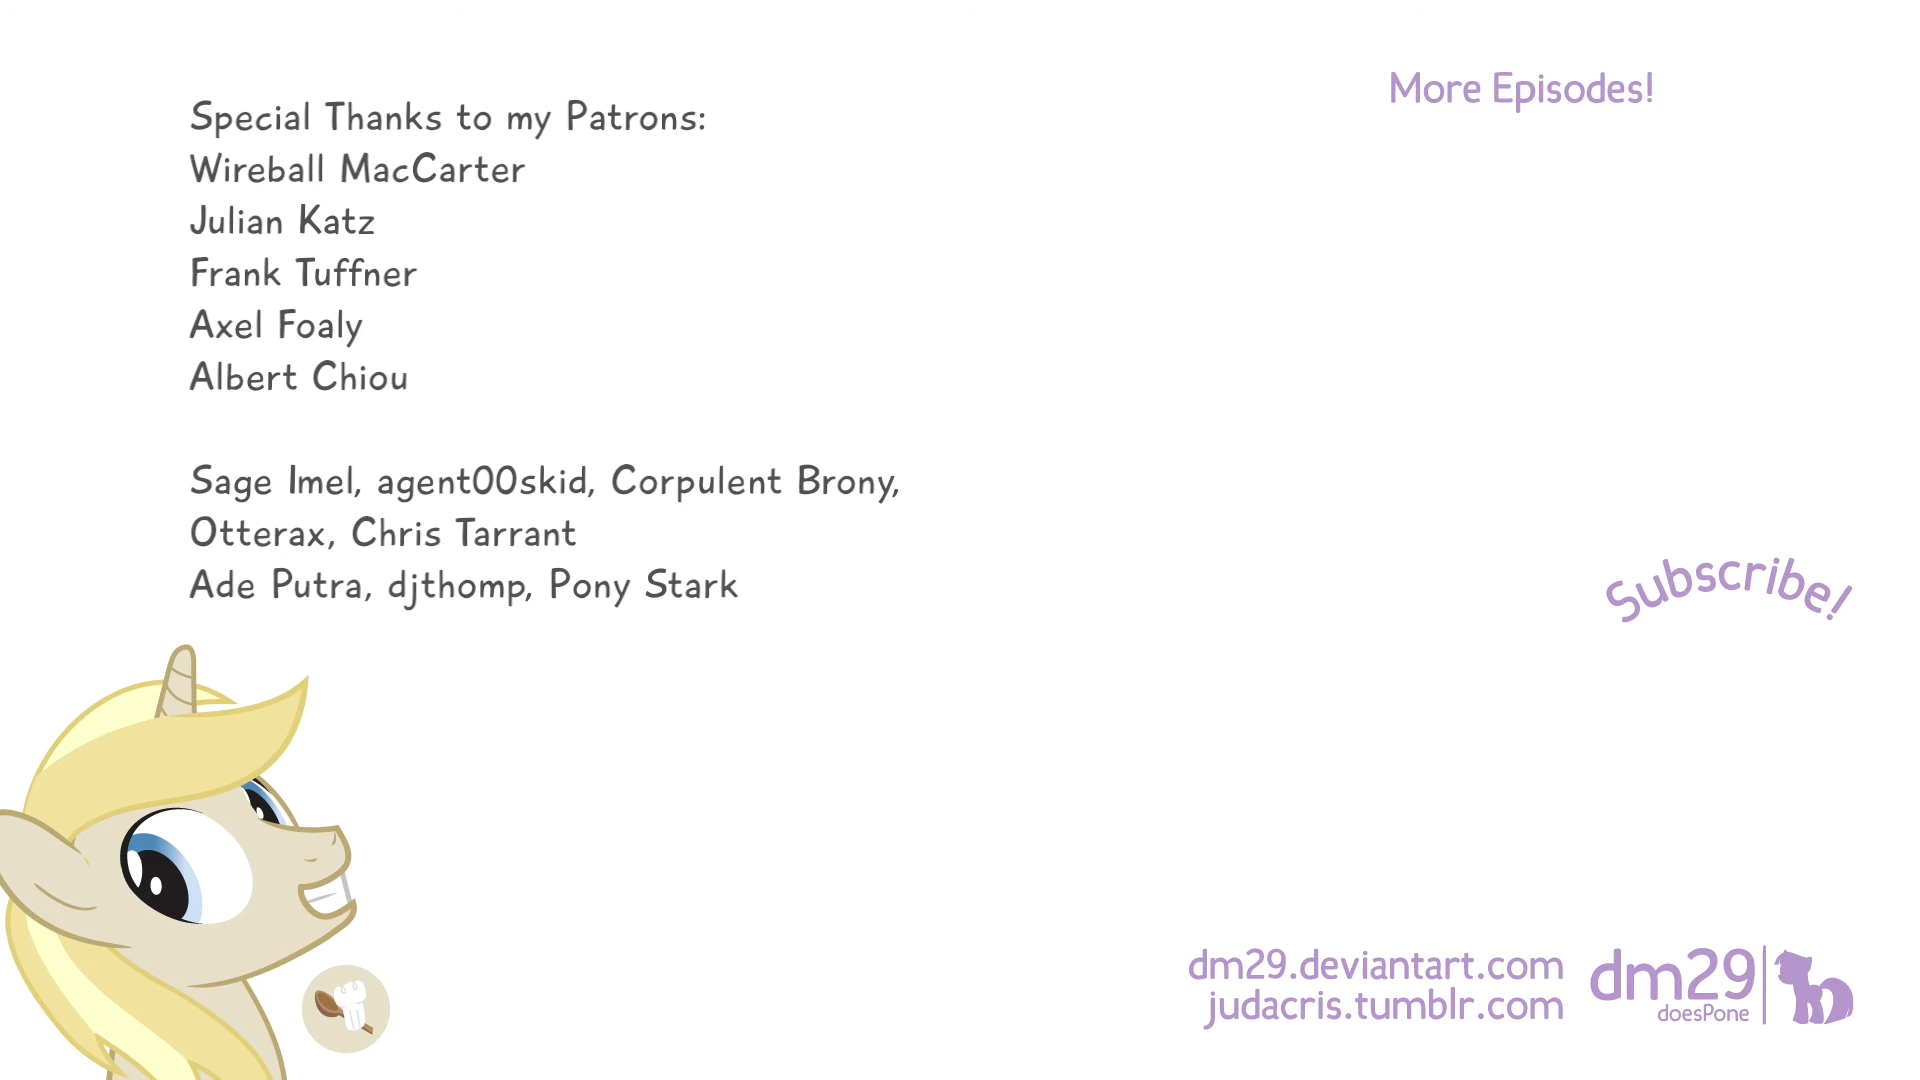 Special Thanks to my Patrons:
Wireball MacCarter
Julian Katz
Frank Tuffner
Axel Foaly
Albert Chiou
Sage Imel, agent00skid, Corpulent Brony,
Otterax, Chris Tarrant
Ade Putra, djthomp, Pony Stark
More Episodes!
Subscribe!
dm29.deviantart.com
judacris.tumblr.com
dm29
doesPone